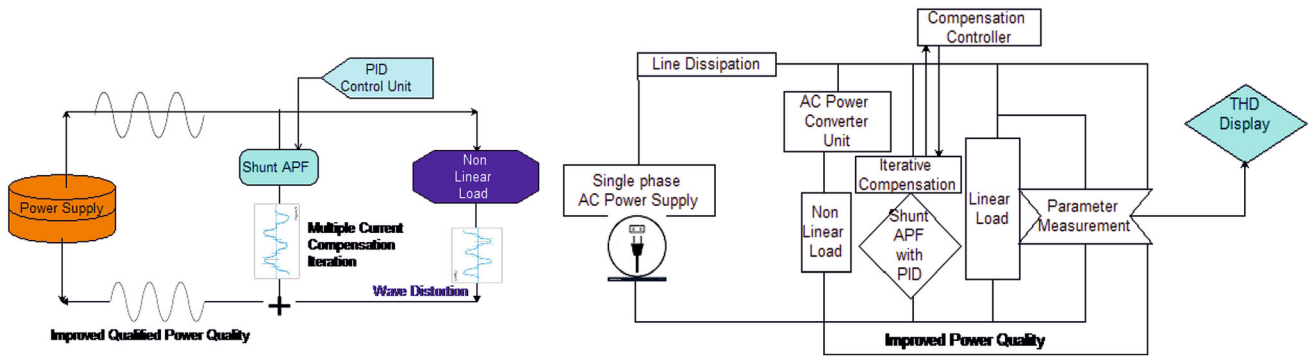 PID
Control Unit
Shunt APF
Non
Linear
Load
Power Supply
Multiple Current
Compensation
Iteration
Wave Distortion
Improved Qualified Power Quality
Compensation
Controller
Line Dissipation
AC Power
Converter
Unit
THD
Display
Iterative
Compensation
Single phase
AC Power Supply
Non
Linear
Load
Shunt
APF
with
PID
Linear
Load
Parameter
Measurement
Improved Power Quality